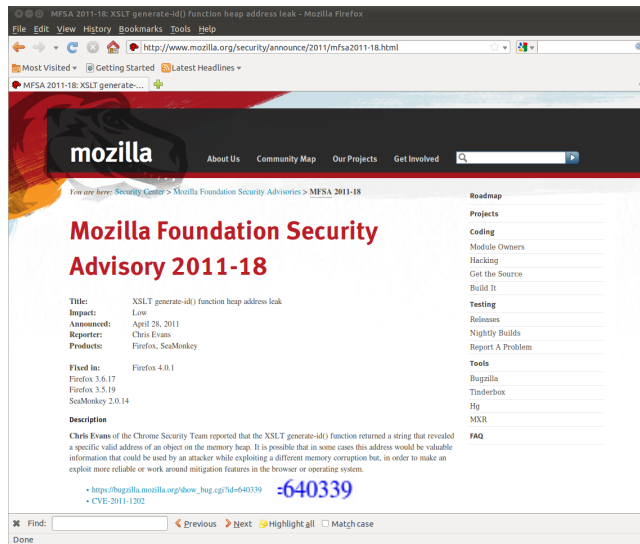 MFSA 2011-18: XSLT generate-id() function heap address leak - Mozilla Firefox
File Edit View History Bookmarks Tools Help
http://www.mozilla.org/security/announce/2011/mfsa2011-18.html
Most Visited Getting Started Latest Headlines
MFSA 2011-18: XSLT generate-...
mozilla
About Us Community Map Our Projects Get Involved
You are here: Security Center > Mozilla Foundation Security Advisories > MFSA 2011-18
Mozilla Foundation Security
Advisory 2011-18
Title: XSLT generate-id() function heap address leak
Impact: Low
Announced: April 28, 2011
Reporter: Chris Evans
Products: Firefox, SeaMonkey
Fixed in: Firefox 4.0.1
Firefox 3.6.17
Firefox 3.5.19
SeaMonkey 2.0.14
Description
Chris Evans of the Chrome Security Team reported that the XSLT generate-id() function returned a string that revealed
a specific valid address of an object on the memory heap. It is possible that in some cases this address would be valuable
information that could be used by an attacker while exploiting a different memory corruption but, in order to make an
exploit more reliable or work around mitigation features in the browser or operating system.
• https://bugzilla.mozilla.org/show_bug.cgi?id=640339
=640339
• CVE-2011-1202
Roadmap
Projects
Coding
Module Owners
Hacking
Get the Source
Build It
Testing
Releases
Nightly Builds
Report A Problem
Tools
Bugzilla
Tinderbox
Hg
MXR
FAQ
Find: Previous Next Highlight all Match case
Done